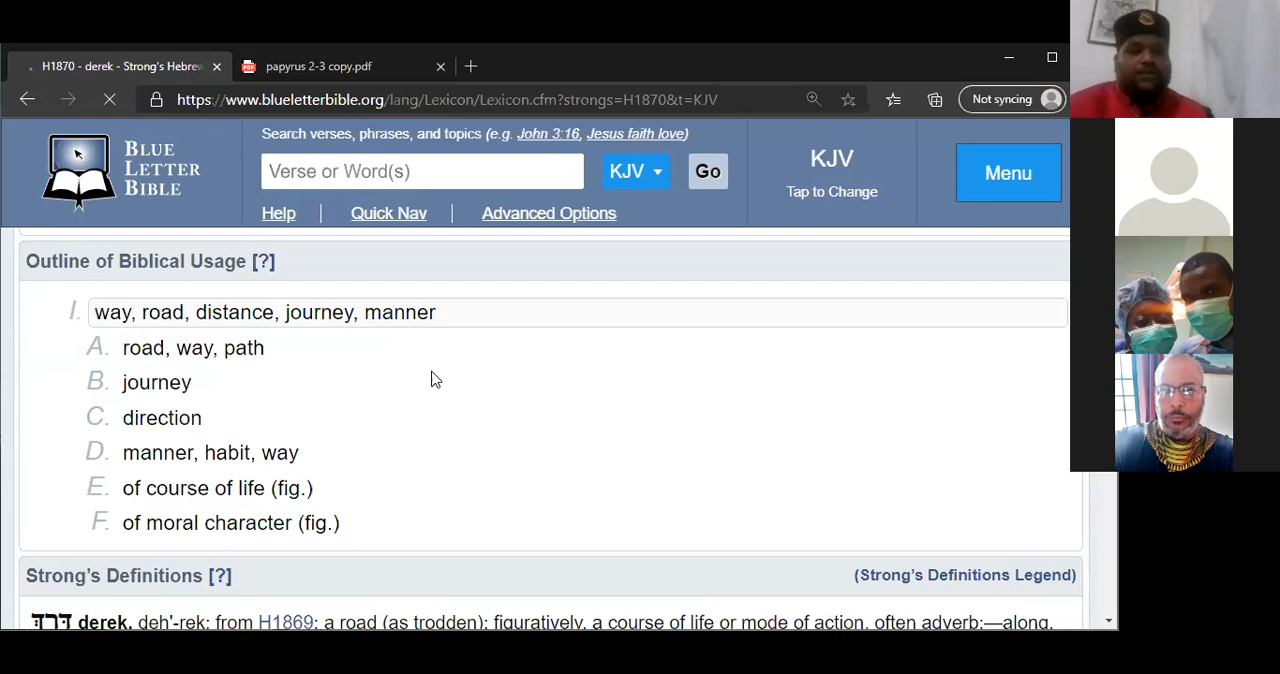 H1870 - derek - Strong's Hebrew
papyrus 2-3 copy.pdf
https://www.blueletterbible.org/lang/Lexicon/Lexicon.cfm?strongs=H1870&t=KJV
Not syncing
BLUE
LETTER
BIBLE
Search verses, phrases, and topics (e.g. John 3:16, Jesus faith love)
Verse or Word(s)
KJV
Go
Help | Quick Nav | Advanced Options
KJV
Tap to Change
Menu
Outline of Biblical Usage [?]
I. way, road, distance, journey, manner
A. road, way, path
B. journey
C. direction
D. manner, habit, way
E. of course of life (fig.)
F. of moral character (fig.)
Strong's Definitions [?]
(Strong's Definitions Legend)
דֶּרֶךְ derek, deh'-rek; from H1869; a road (as trodden); figuratively, a course of life or mode of action, often adverb:—along,